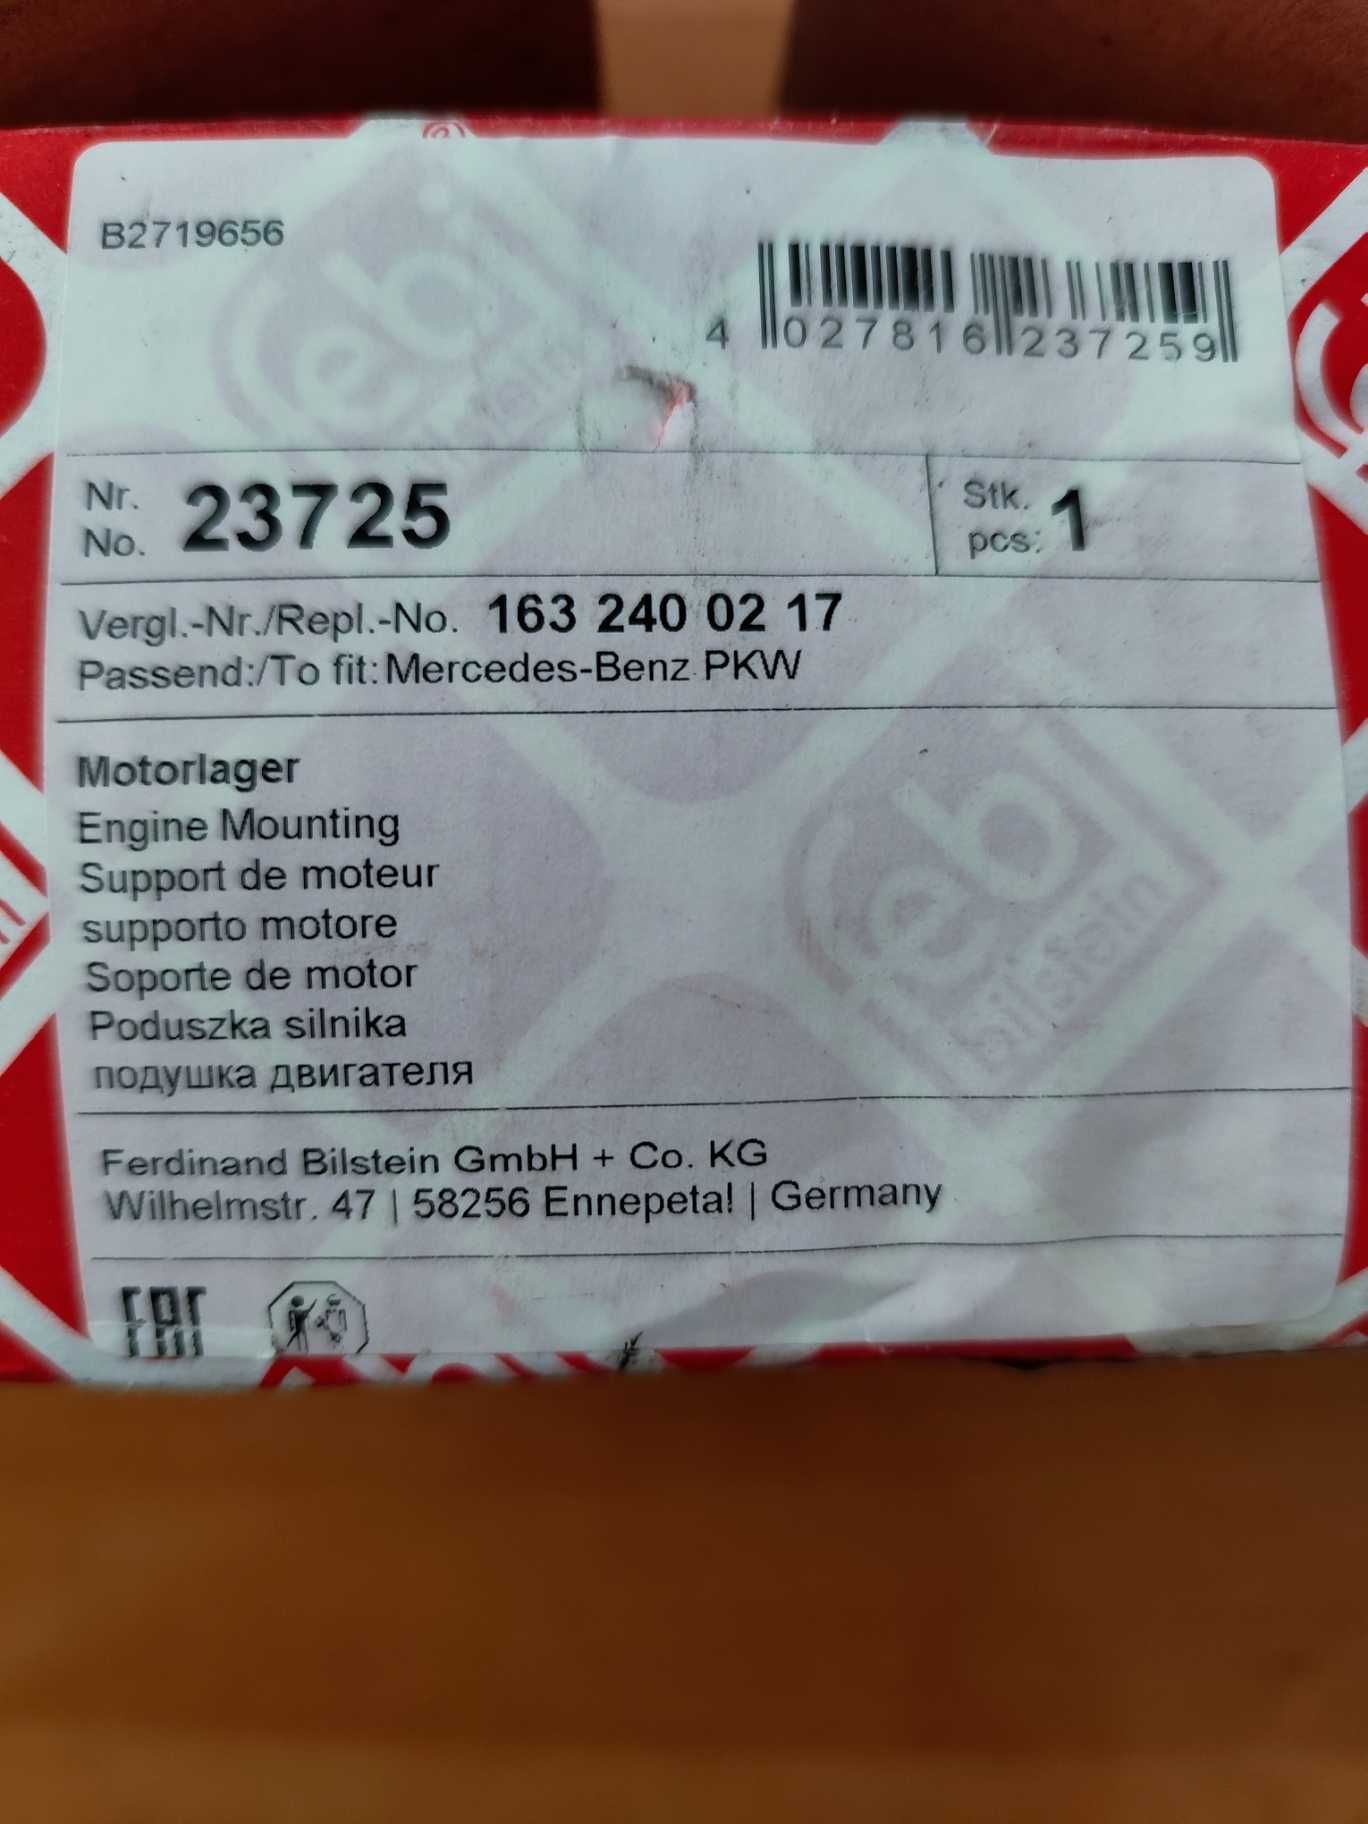 B2719656
4 027816 237259
Nr.
No. 23725
Stk.
pcs: 1
Vergl.-Nr./Repl.-No. 163 240 02 17
Passend:/To fit: Mercedes-Benz PKW
Motorlager
Engine Mounting
Support de moteur
supporto motore
Soporte de motor
Poduszka silnika
подушка двигателя
febi
bilstein
Ferdinand Bilstein GmbH + Co. KG
Wilhelmstr. 47 | 58256 Ennepetal | Germany
EAC